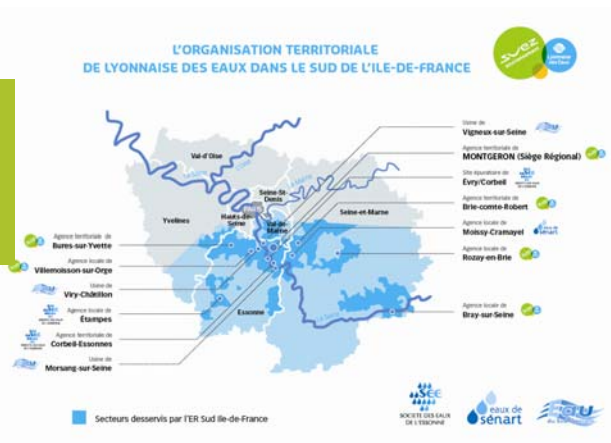 L'ORGANISATION TERRITORIALE
DE LYONNAISE DES EAUX DANS LE SUD DE L'ILE-DE-FRANCE
SUEZ
Usine de
Vigneux-sur-Seine
Agence territoriale de
MONTGERON (Siège Régional)
Site épuratoire de
Évry/Corbeil
Agence territoriale de
Brie-comte-Robert
Agence locale de
Moissy-Cramayel
Agence locale de
Rozay-en-Brie
Agence locale de
Bray-sur-Seine
Val-d'Oise
Seine-St-
Denis
Yvelines
Hauts-de-
Seine
Val-de-
Marne
Seine-et-Marne
Essonne
Agence territoriale de
Bures-sur-Yvette
Agence locale de
Villemoisson-sur-Orge
Usine de
Viry-Châtillon
Agence locale de
Étampes
Agence territoriale de
Corbeil-Essonnes
Usine de
Morsang-sur-Seine
Secteurs desservis par l'ER Sud Ile-de-France
SEE
SOCIETE DES EAUX
DE L'ESSONNE
eaux de
sénart
Eau